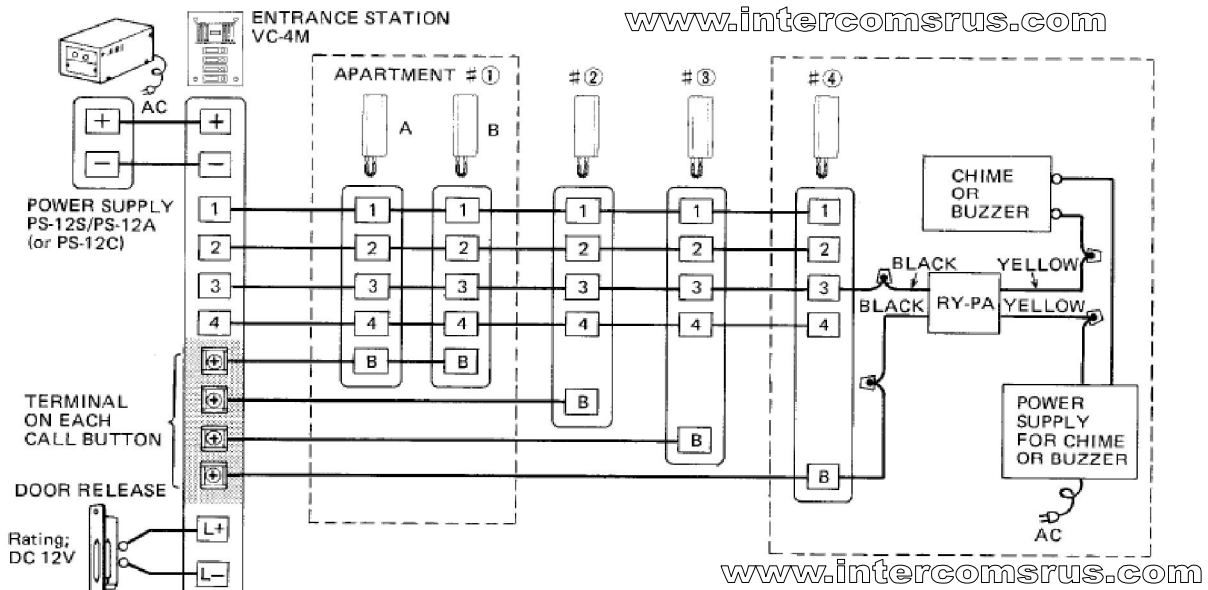 www.intercomsrus.com
ENTRANCE STATION
VC-4M
APARTMENT #①
#②
#③
#④
A
B
AC
+
+
−
−
POWER SUPPLY
PS-12S/PS-12A
(or PS-12C)
CHIME
OR
BUZZER
1
1
1
1
1
1
2
2
2
2
2
2
3
3
3
3
3
3
BLACK
YELLOW
BLACK
RY-PA
YELLOW
4
4
4
4
4
4
B
B
B
B
B
TERMINAL
ON EACH
CALL BUTTON
POWER
SUPPLY
FOR CHIME
OR BUZZER
AC
DOOR RELEASE
Rating;
DC 12V
L+
L−
www.intercomsrus.com